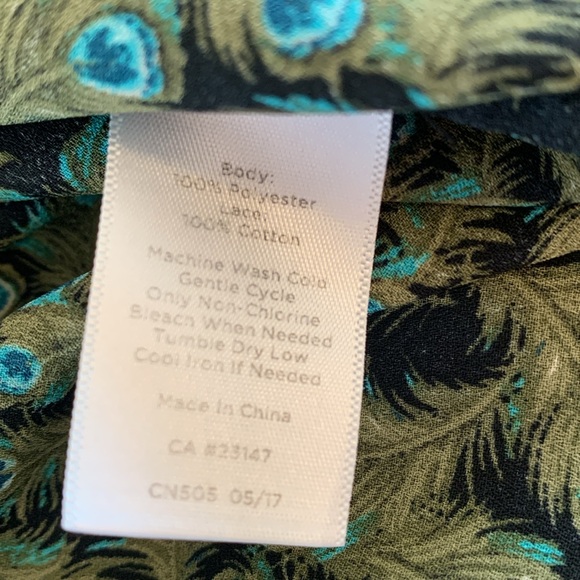 Body:
100% Polyester
Lace:
100% Cotton
Machine Wash Cold
Gentle Cycle
Only Non-Chlorine
Bleach When Needed
Tumble Dry Low
Cool Iron If Needed
Made In China
CA #23147
CN505 05/17